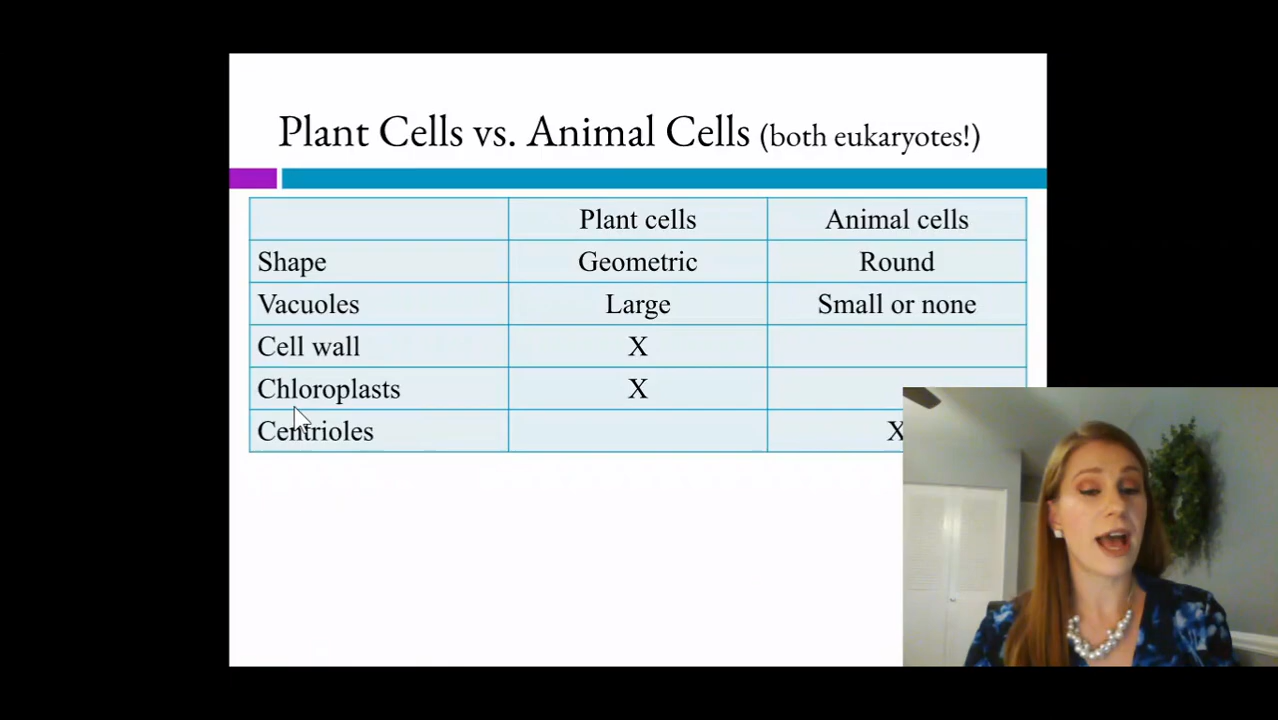 Plant Cells vs. Animal Cells (both eukaryotes!)
Plant cells Animal cells
Shape Geometric Round
Vacuoles Large Small or none
Cell wall X
Chloroplasts X
Centrioles X